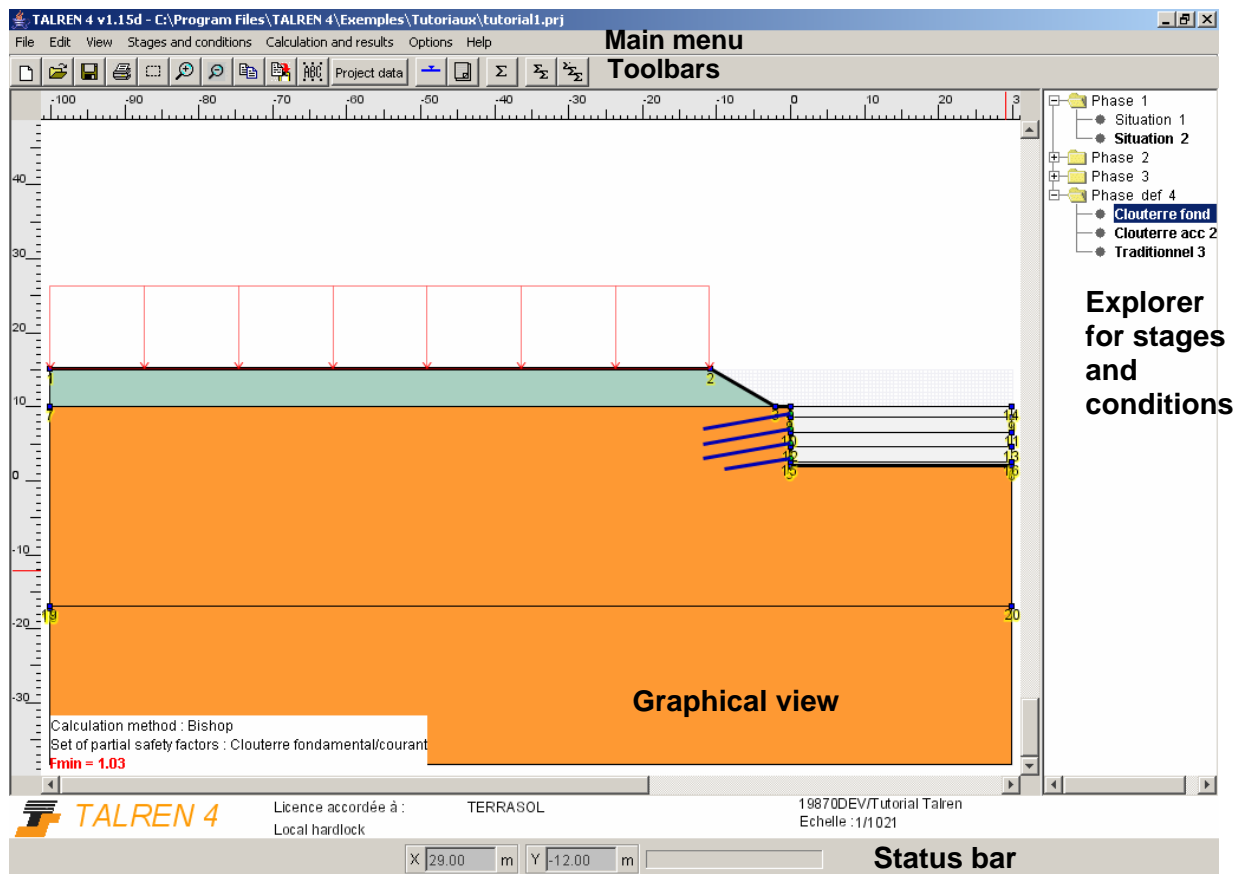 TALREN 4 v1.15d - C:\Program Files\TALREN 4\Exemples\Tutoriaux\tutorial1.prj
File Edit View Stages and conditions Calculation and results Options Help Main menu
Project data Σ Toolbars
-100 -90 -80 -70 -60 -50 -40 -30 -20 -10 0 10 20 3
40
30
20
10
0
-10
-20
-30
1
2
7
14
9
11
13
15
16
19
20
Phase 1
Situation 1
Situation 2
Phase 2
Phase 3
Phase def 4
Clouterre fond
Clouterre acc 2
Traditionnel 3
Explorer
for stages
and
conditions
Graphical view
Calculation method : Bishop
Set of partial safety factors : Clouterre fondamental/courant
Fmin = 1.03
TALREN 4
Licence accordée à : TERRASOL
Local hardlock
19870DEV/Tutorial Talren
Echelle :1/1021
X 29.00 m Y -12.00 m
Status bar